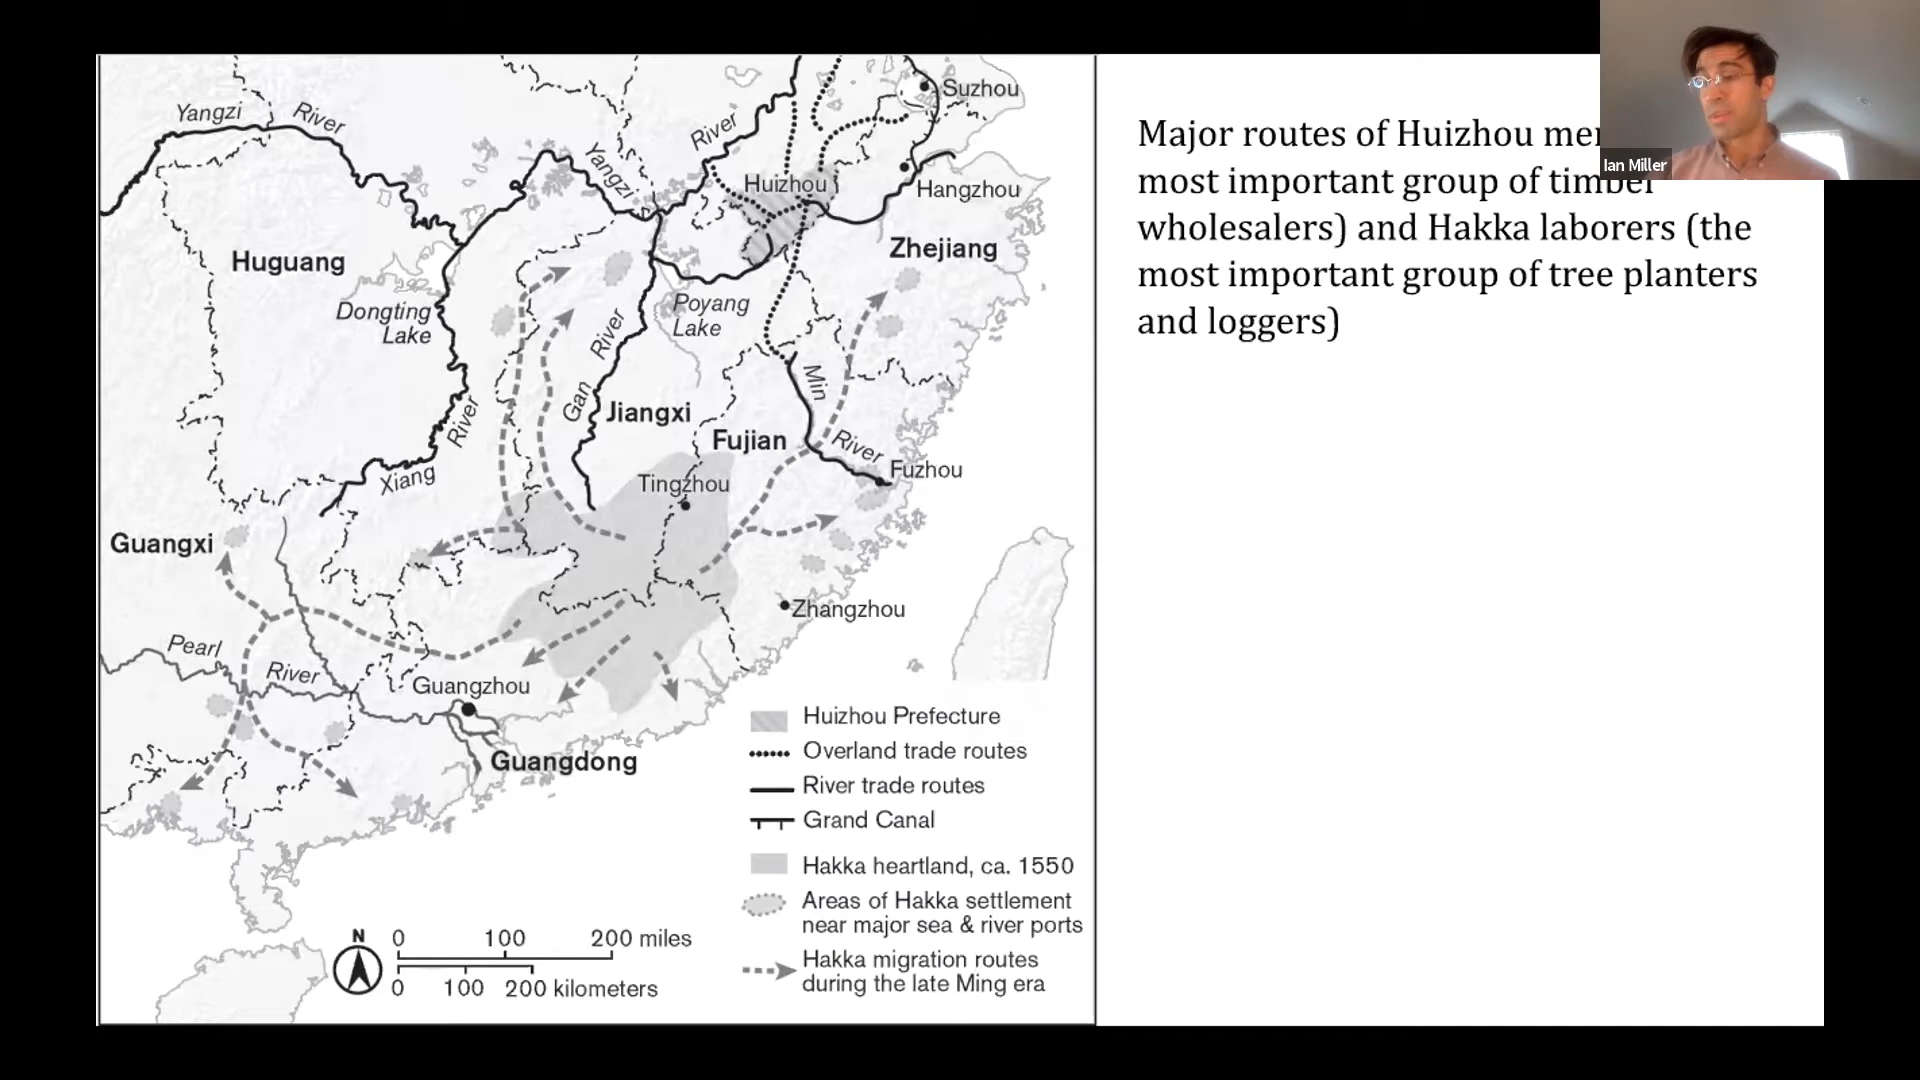 Yangzi River
Suzhou
River
Yangzi
Huizhou
Hangzhou
Huguang
Zhejiang
Dongting
Lake
Poyang
Lake
River
Gan
Min
River
Jiangxi
Fujian
River
Xiang
Fuzhou
Tingzhou
Guangxi
Zhangzhou
Pearl
River
Guangzhou
Guangdong
Huizhou Prefecture
Overland trade routes
River trade routes
Grand Canal
Hakka heartland, ca. 1550
Areas of Hakka settlement
near major sea & river ports
Hakka migration routes
during the late Ming era
N
0 100 200 miles
0 100 200 kilometers
Major routes of Huizhou
most important group of timber
wholesalers) and Hakka laborers (the
most important group of tree planters
and loggers)
Ian Miller